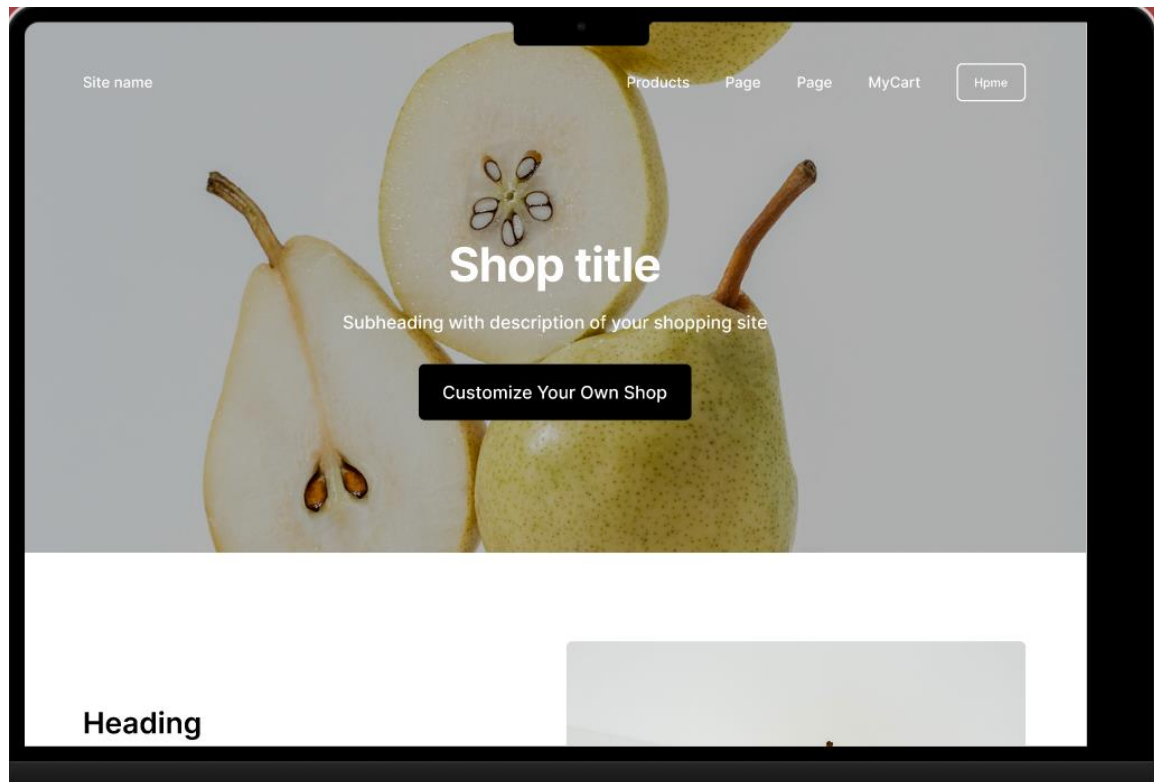 Site name
Products Page Page MyCart Hpme
Shop title
Subheading with description of your shopping site
Customize Your Own Shop
Heading